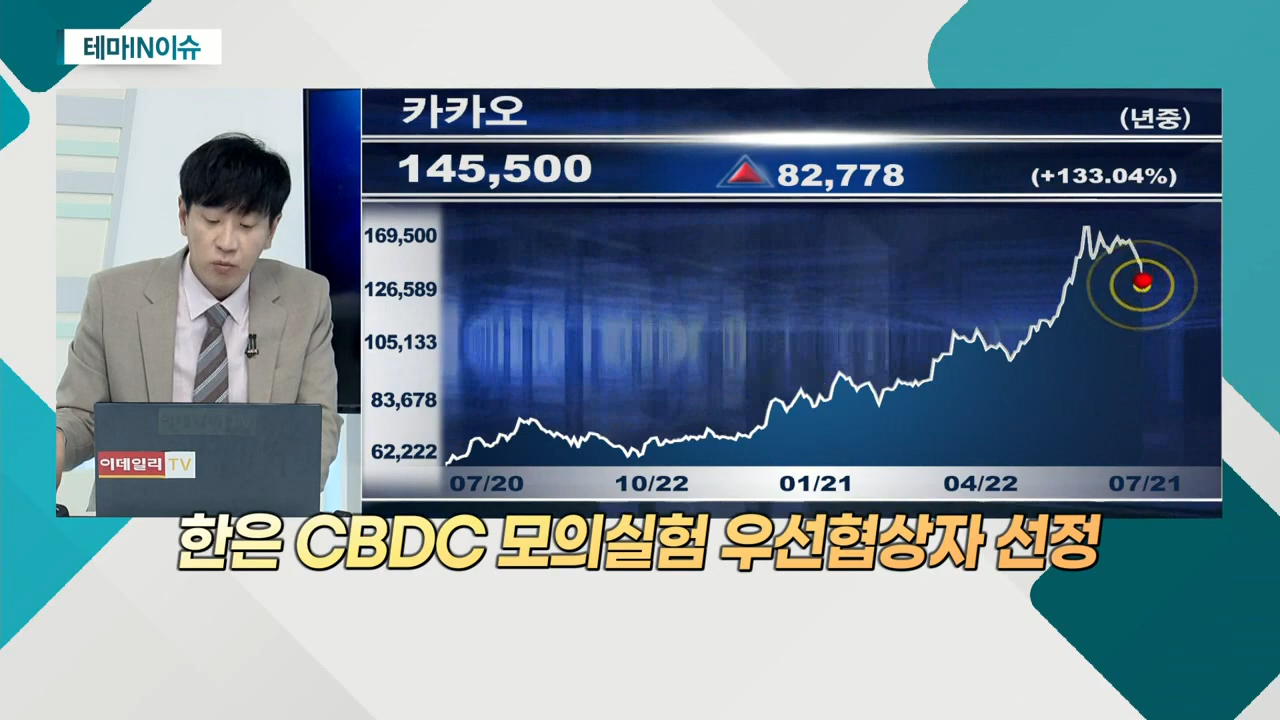 테마IN이슈
카카오
(년중)
145,500
82,778
(+133.04%)
169,500
126,589
105,133
83,678
62,222
07/20
10/22
01/21
04/22
07/21
이데일리 TV
한은 CBDC 모의실험 우선협상자 선정